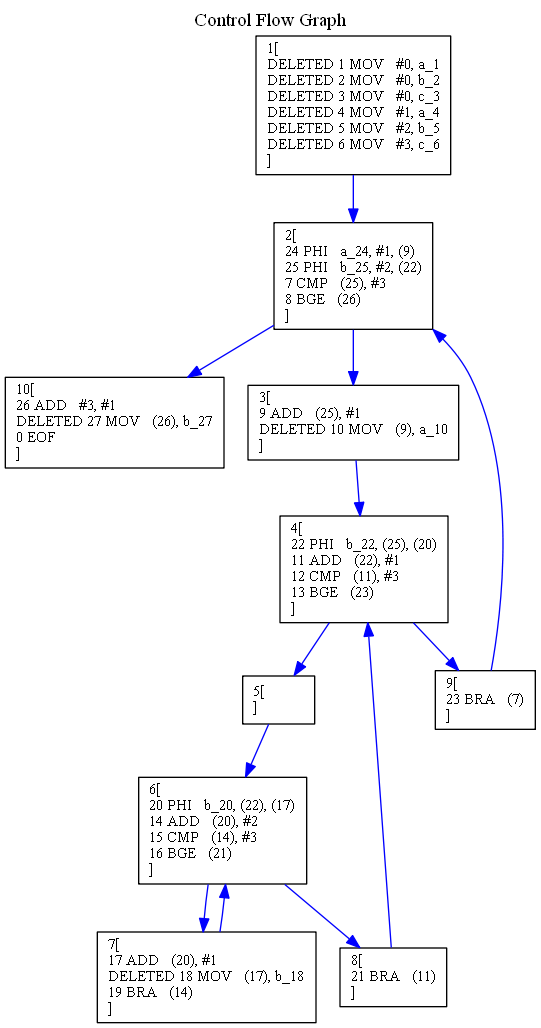 Control Flow Graph
1[
DELETED 1 MOV #0, a_1
DELETED 2 MOV #0, b_2
DELETED 3 MOV #0, c_3
DELETED 4 MOV #1, a_4
DELETED 5 MOV #2, b_5
DELETED 6 MOV #3, c_6
]
2[
24 PHI a_24, #1, (9)
25 PHI b_25, #2, (22)
7 CMP (25), #3
8 BGE (26)
]
10[
26 ADD #3, #1
DELETED 27 MOV (26), b_27
0 EOF
]
3[
9 ADD (25), #1
DELETED 10 MOV (9), a_10
]
4[
22 PHI b_22, (25), (20)
11 ADD (22), #1
12 CMP (11), #3
13 BGE (23)
]
5[
]
9[
23 BRA (7)
]
6[
20 PHI b_20, (22), (17)
14 ADD (20), #2
15 CMP (14), #3
16 BGE (21)
]
7[
17 ADD (20), #1
DELETED 18 MOV (17), b_18
19 BRA (14)
]
8[
21 BRA (11)
]